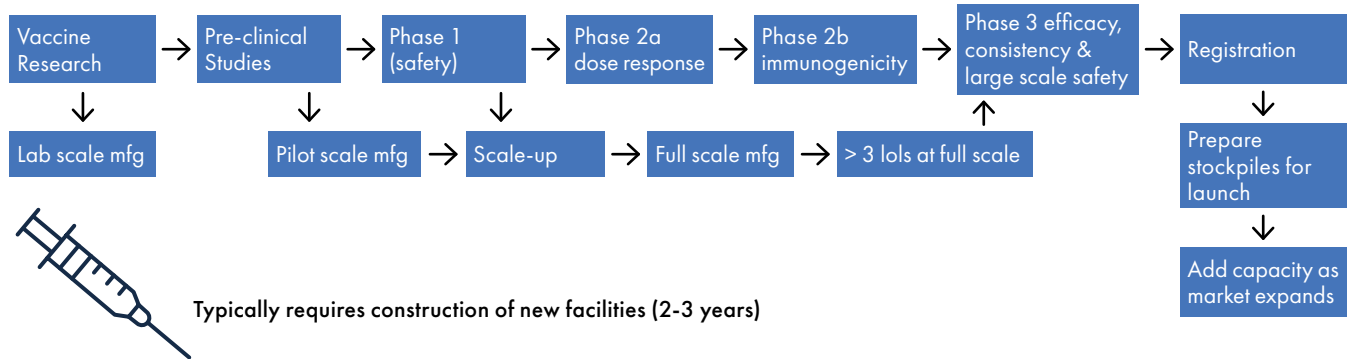 Vaccine
Research
Pre-clinical
Studies
Phase 1
(safety)
Phase 2a
dose response
Phase 2b
immunogenicity
Phase 3 efficacy,
consistency &
large scale safety
Registration
Lab scale mfg
Pilot scale mfg
Scale-up
Full scale mfg
> 3 lols at full scale
Prepare
stockpiles for
launch
Add capacity as
market expands
Typically requires construction of new facilities (2-3 years)